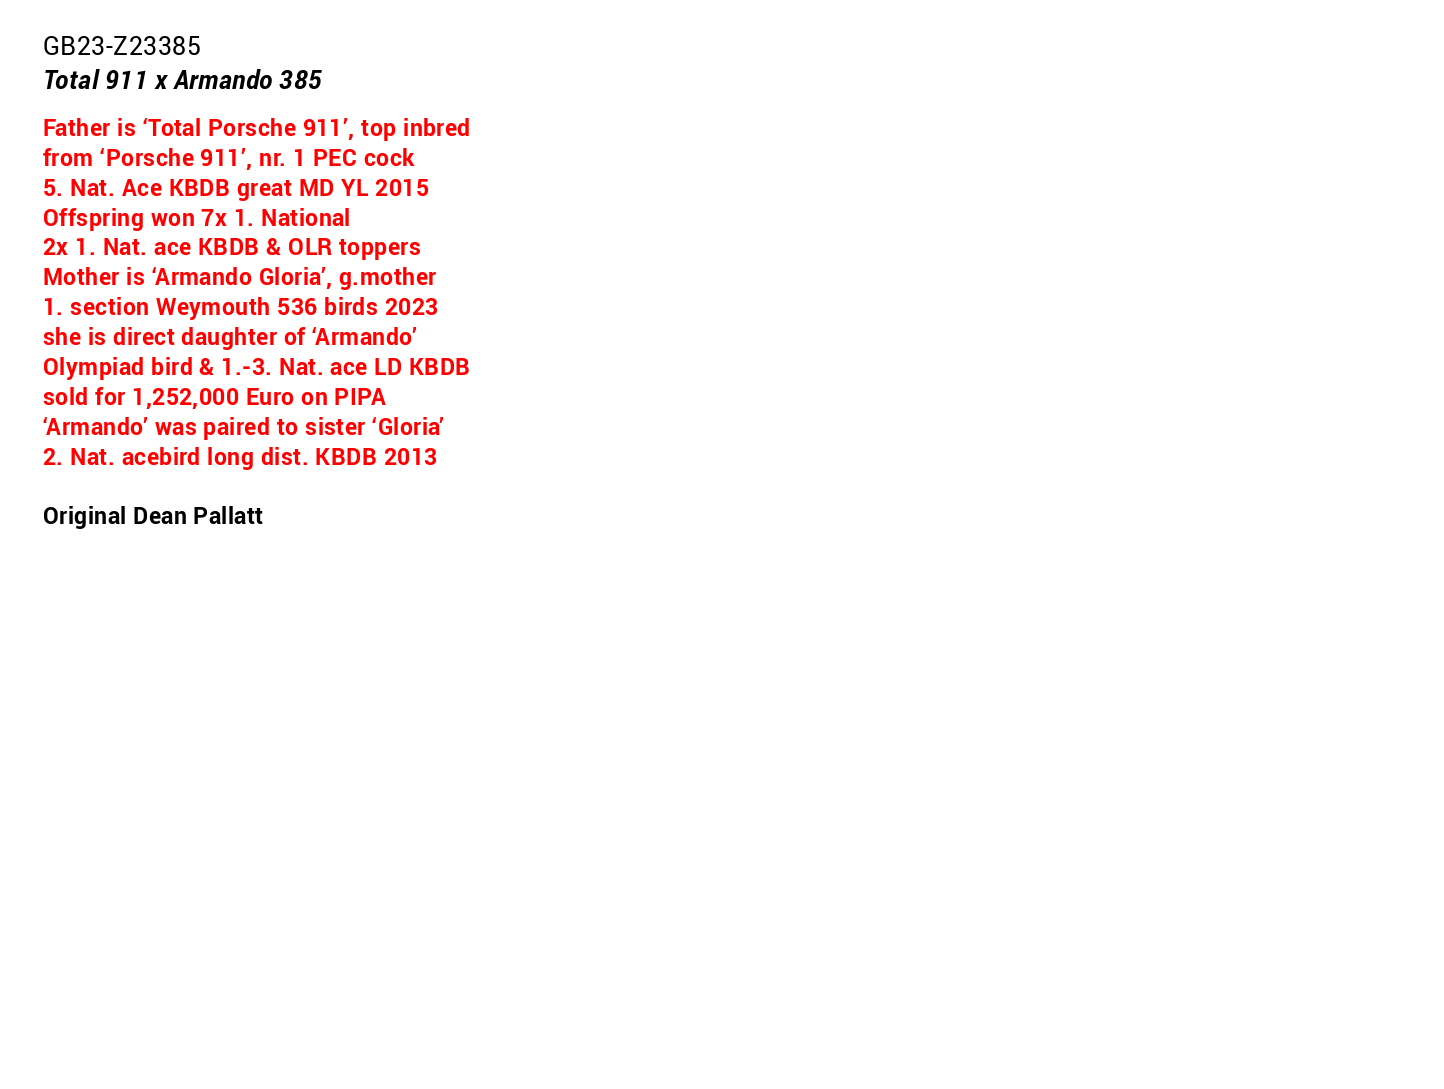 GB23-Z23385
Total 911 x Armando 385
Father is ‘Total Porsche 911’, top inbred
from ‘Porsche 911’, nr. 1 PEC cock
5. Nat. Ace KBDB great MD YL 2015
Offspring won 7x 1. National
2x 1. Nat. ace KBDB & OLR toppers
Mother is ‘Armando Gloria’, g.mother
1. section Weymouth 536 birds 2023
she is direct daughter of ‘Armando’
Olympiad bird & 1.-3. Nat. ace LD KBDB
sold for 1,252,000 Euro on PIPA
‘Armando’ was paired to sister ‘Gloria’
2. Nat. acebird long dist. KBDB 2013
Original Dean Pallatt